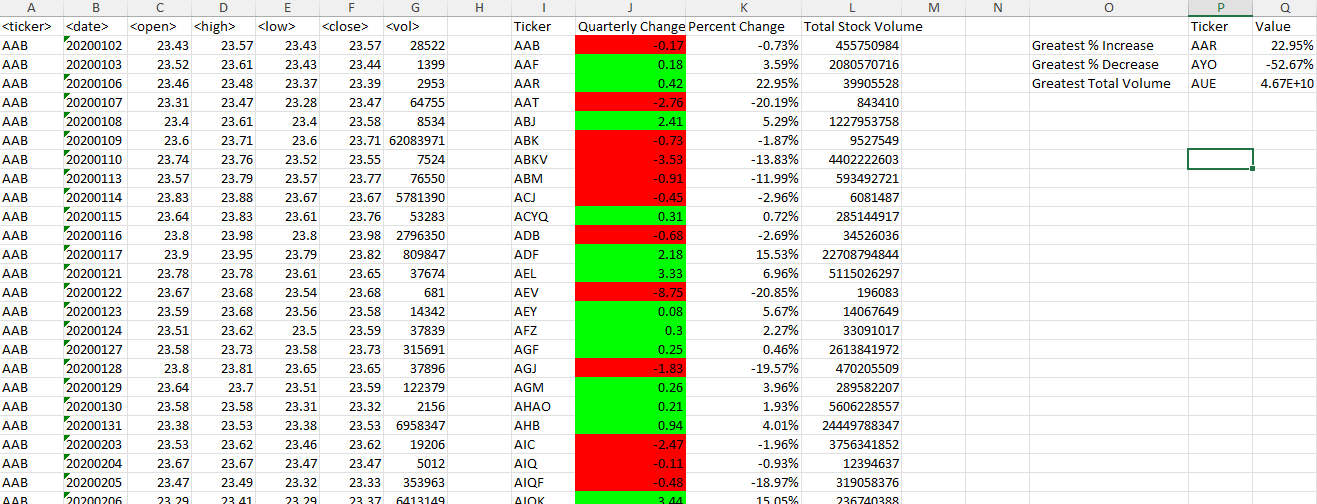 A B C D E F G H I J K L M N O P Q
<ticker> <date> <open> <high> <low> <close> <vol> Ticker Quarterly Change Percent Change Total Stock Volume Ticker Value
AAB 20200102 23.43 23.57 23.43 23.57 28522 AAB -0.17 -0.73% 455750984 Greatest % Increase AAR 22.95%
AAB 20200103 23.52 23.61 23.43 23.44 1399 AAF 0.18 3.59% 2080570716 Greatest % Decrease AYO -52.67%
AAB 20200106 23.46 23.48 23.37 23.39 2953 AAR 0.42 22.95% 39905528 Greatest Total Volume AUE 4.67E+10
AAB 20200107 23.31 23.47 23.28 23.47 64755 AAT -2.76 -20.19% 843410
AAB 20200108 23.4 23.61 23.4 23.58 8534 ABJ 2.41 5.29% 1227953758
AAB 20200109 23.6 23.71 23.6 23.71 62083971 ABK -0.73 -1.87% 9527549
AAB 20200110 23.74 23.76 23.52 23.55 7524 ABKV -3.53 -13.83% 4402222603
AAB 20200113 23.57 23.79 23.57 23.77 76550 ABM -0.91 -11.99% 593492721
AAB 20200114 23.83 23.88 23.67 23.67 5781390 ACJ -0.45 -2.96% 6081487
AAB 20200115 23.64 23.83 23.61 23.76 53283 ACYQ 0.31 0.72% 285144917
AAB 20200116 23.8 23.98 23.8 23.98 2796350 ADB -0.68 -2.69% 34526036
AAB 20200117 23.9 23.95 23.79 23.82 809847 ADF 2.18 15.53% 22708794844
AAB 20200121 23.78 23.78 23.61 23.65 37674 AEL 3.33 6.96% 5115026297
AAB 20200122 23.67 23.68 23.54 23.68 681 AEV -8.75 -20.85% 196083
AAB 20200123 23.59 23.68 23.56 23.58 14342 AEY 0.08 5.67% 14067649
AAB 20200124 23.51 23.62 23.5 23.59 37839 AFZ 0.3 2.27% 33091017
AAB 20200127 23.58 23.73 23.58 23.73 315691 AGF 0.25 0.46% 2613841972
AAB 20200128 23.8 23.81 23.65 23.65 37896 AGJ -1.83 -19.57% 470205509
AAB 20200129 23.64 23.7 23.51 23.59 122379 AGM 0.26 3.96% 289582207
AAB 20200130 23.58 23.58 23.31 23.32 2156 AHAO 0.21 1.93% 5606228557
AAB 20200131 23.38 23.53 23.38 23.53 6958347 AHB 0.94 4.01% 24449788347
AAB 20200203 23.53 23.62 23.46 23.62 19206 AIC -2.47 -1.96% 3756341852
AAB 20200204 23.67 23.67 23.47 23.47 5012 AIQ -0.11 -0.93% 12394637
AAB 20200205 23.47 23.49 23.32 23.33 353963 AIQF -0.48 -18.97% 319058376
AAB 20200206 23.29 23.41 23.29 23.37 6413149 AIQK 3.44 15.05% 236740388